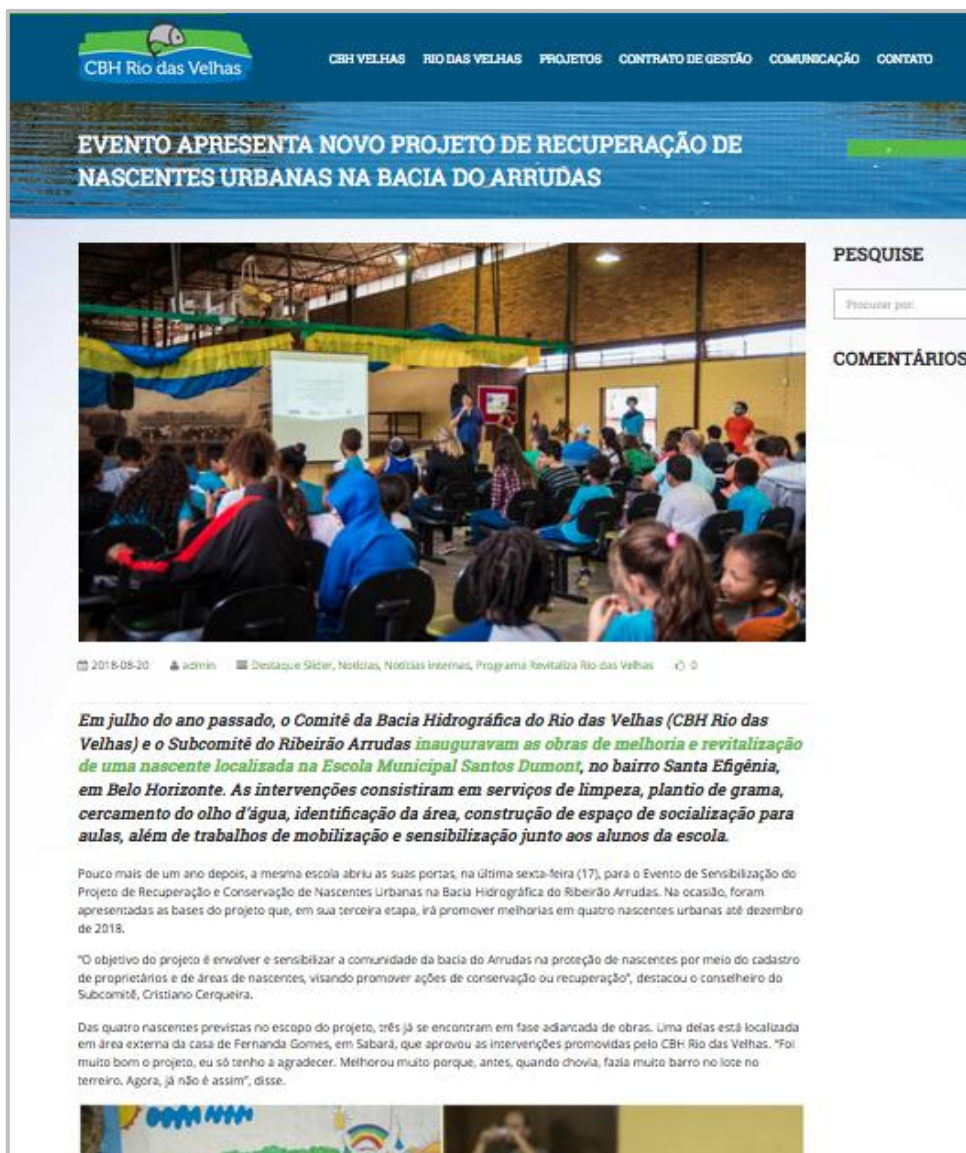 CBH Rio das Velhas
CBH VELHAS RIO DAS VELHAS PROJETOS CONTRATO DE GESTÃO COMUNICAÇÃO CONTATO
EVENTO APRESENTA NOVO PROJETO DE RECUPERAÇÃO DE
NASCENTES URBANAS NA BACIA DO ARRUDAS
PESQUISE
Procurar por:
COMENTÁRIOS
2018-08-20 admin Destaque Slider, Notícias, Notícias internas, Programa Revitaliza Rio das Velhas 0
Em julho do ano passado, o Comitê da Bacia Hidrográfica do Rio das Velhas (CBH Rio das
Velhas) e o Subcomitê do Ribeirão Arrudas inauguravam as obras de melhoria e revitalização
de uma nascente localizada na Escola Municipal Santos Dumont, no bairro Santa Efigênia,
em Belo Horizonte. As intervenções consistiram em serviços de limpeza, plantio de grama,
cercamento do olho d'água, identificação da área, construção de espaço de socialização para
aulas, além de trabalhos de mobilização e sensibilização junto aos alunos da escola.
Pouco mais de um ano depois, a mesma escola abriu as suas portas, na última sexta-feira (17), para o Evento de Sensibilização do
Projeto de Recuperação e Conservação de Nascentes Urbanas na Bacia Hidrográfica do Ribeirão Arrudas. Na ocasião, foram
apresentadas as bases do projeto que, em sua terceira etapa, irá promover melhorias em quatro nascentes urbanas até dezembro
de 2018.
"O objetivo do projeto é envolver e sensibilizar a comunidade da bacia do Arrudas na proteção de nascentes por meio do cadastro
de proprietários e de áreas de nascentes, visando promover ações de conservação ou recuperação", destacou o conselheiro do
Subcomitê, Cristiano Cerqueira.
Das quatro nascentes previstas no escopo do projeto, três já se encontram em fase adiantada de obras. Uma delas está localizada
em área externa da casa de Fernanda Gomes, em Sabará, que aprovou as intervenções promovidas pelo CBH Rio das Velhas. "Foi
muito bom o projeto, eu só tenho a agradecer. Melhorou muito porque, antes, quando chovia, fazia muito barro no lote no
terreiro. Agora, já não é assim", disse.